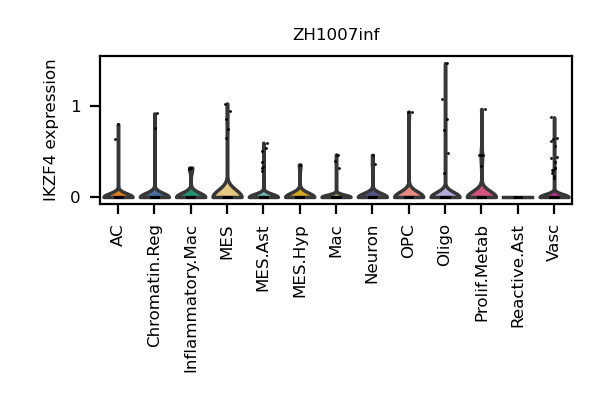 ZH1007inf
IKZF4 expression
1
0
AC
Chromatin.Reg
Inflammatory.Mac
MES
MES.Ast
MES.Hyp
Mac
Neuron
OPC
Oligo
Prolif.Metab
Reactive.Ast
Vasc